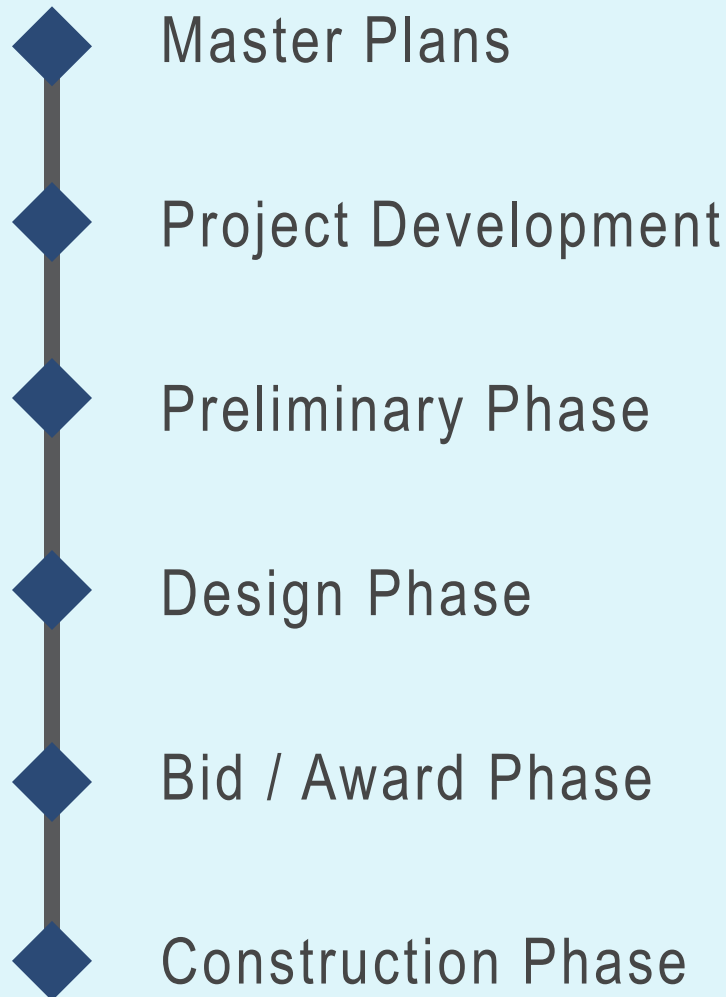 Master Plans
Project Development
Preliminary Phase
Design Phase
Bid / Award Phase
Construction Phase